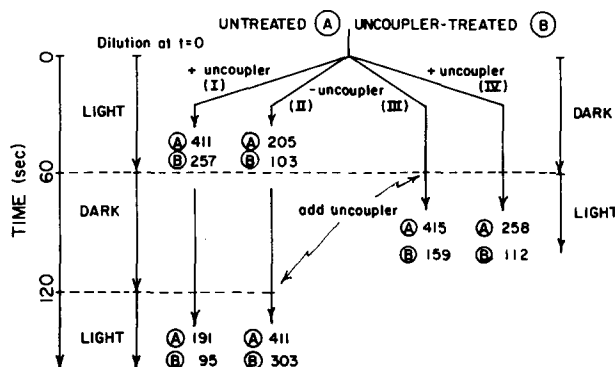 UNTREATED Ⓐ UNCOUPLER-TREATED Ⓑ
Dilution at t=0
+ uncoupler
(I)
-uncoupler
(II) (III)
+ uncoupler
(IV)
TIME (sec)
0
60
120
LIGHT
DARK
LIGHT
DARK
LIGHT
Ⓐ 411
Ⓑ 257
Ⓐ 205
Ⓑ 103
add uncoupler
Ⓐ 415
Ⓑ 159
Ⓐ 258
Ⓑ 112
Ⓐ 191
Ⓑ 95
Ⓐ 411
Ⓑ 303